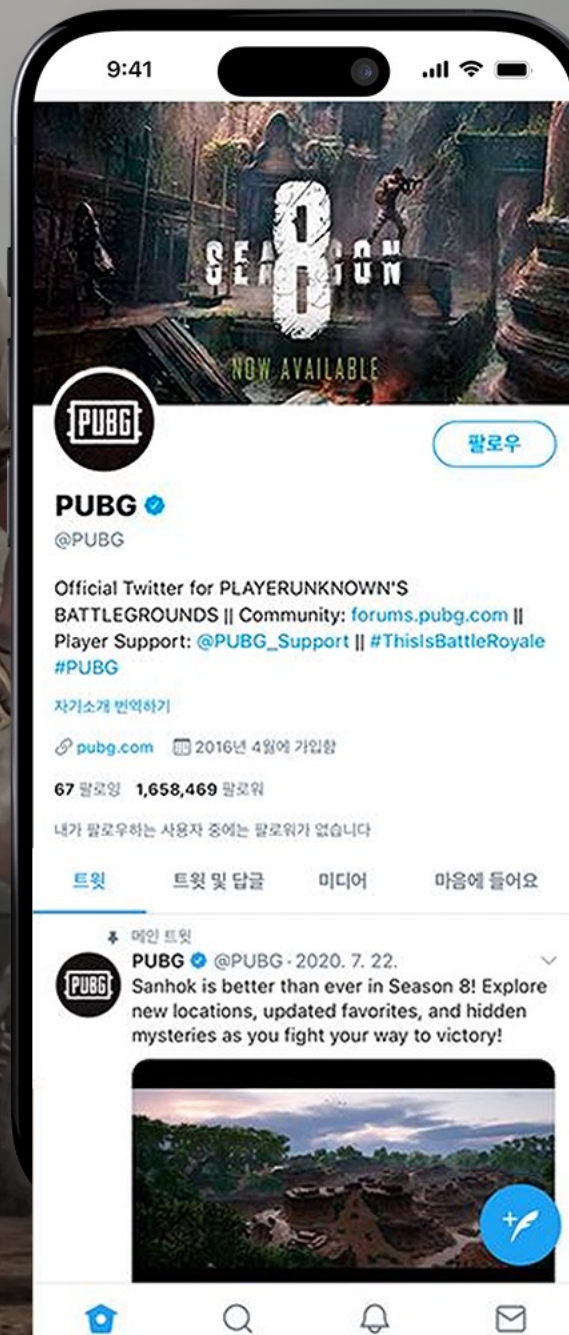 9:41
SEASON
8
NOW AVAILABLE
PUBG
팔로우
PUBG
@PUBG
Official Twitter for PLAYERUNKNOWN'S
BATTLEGROUNDS || Community: forums.pubg.com ||
Player Support: @PUBG_Support || #ThisIsBattleRoyale
#PUBG
자기소개 번역하기
pubg.com 2016년 4월에 가입함
67 팔로잉 1,658,469 팔로워
내가 팔로우하는 사용자 중에는 팔로워가 없습니다
트윗 트윗 및 답글 미디어 마음에 들어요
메인 트윗
PUBG @PUBG · 2020. 7. 22.
PUBG
Sanhok is better than ever in Season 8! Explore
new locations, updated favorites, and hidden
mysteries as you fight your way to victory!